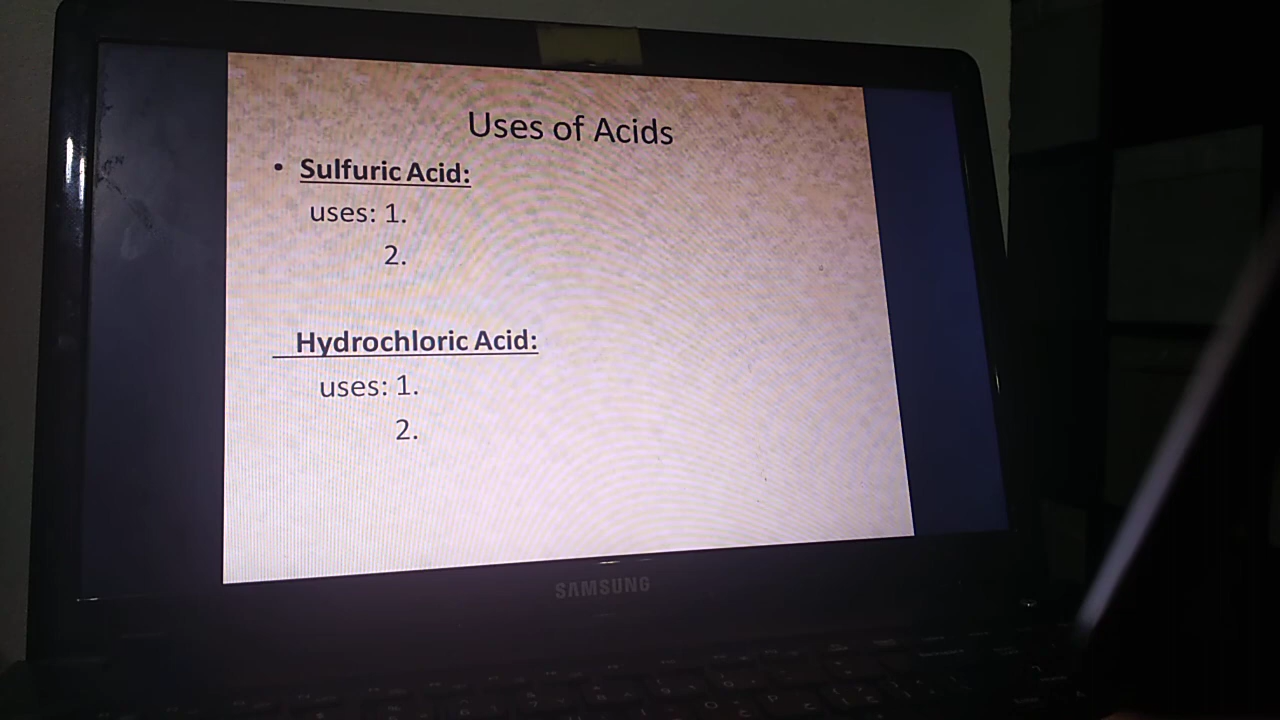 Uses of Acids
• Sulfuric Acid:
uses: 1.
2.
Hydrochloric Acid:
uses: 1.
2.
SAMSUNG